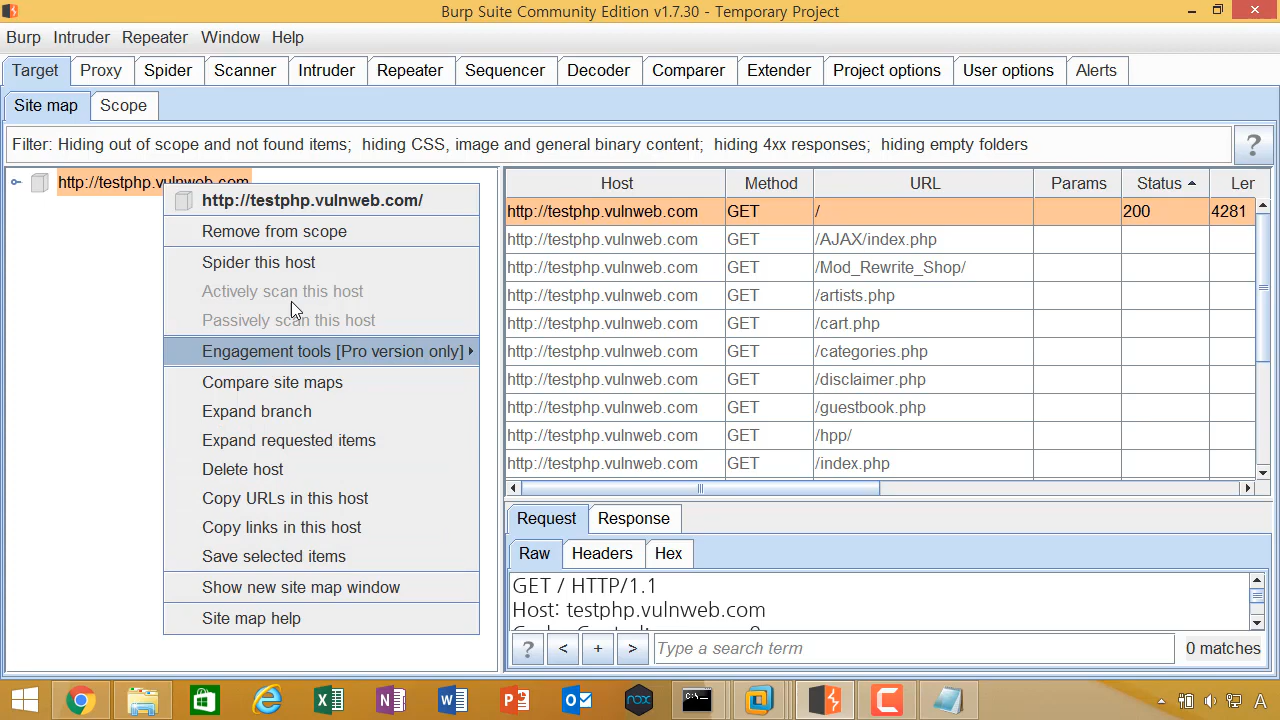 Burp Suite Community Edition v1.7.30 - Temporary Project
Burp Intruder Repeater Window Help
Target Proxy Spider Scanner Intruder Repeater Sequencer Decoder Comparer Extender Project options User options Alerts
Site map Scope
Filter: Hiding out of scope and not found items; hiding CSS, image and general binary content; hiding 4xx responses; hiding empty folders ?
http://testphp.vulnweb.com
http://testphp.vulnweb.com/
Remove from scope
Spider this host
Actively scan this host
Passively scan this host
Engagement tools [Pro version only]
Compare site maps
Expand branch
Expand requested items
Delete host
Copy URLs in this host
Copy links in this host
Save selected items
Show new site map window
Site map help
Host Method URL Params Status Ler
http://testphp.vulnweb.com GET / 200 4281
http://testphp.vulnweb.com GET /AJAX/index.php
http://testphp.vulnweb.com GET /Mod_Rewrite_Shop/
http://testphp.vulnweb.com GET /artists.php
http://testphp.vulnweb.com GET /cart.php
http://testphp.vulnweb.com GET /categories.php
http://testphp.vulnweb.com GET /disclaimer.php
http://testphp.vulnweb.com GET /guestbook.php
http://testphp.vulnweb.com GET /hpp/
http://testphp.vulnweb.com GET /index.php
Request Response
Raw Headers Hex
GET / HTTP/1.1
Host: testphp.vulnweb.com
? < + > Type a search term 0 matches
nox
A